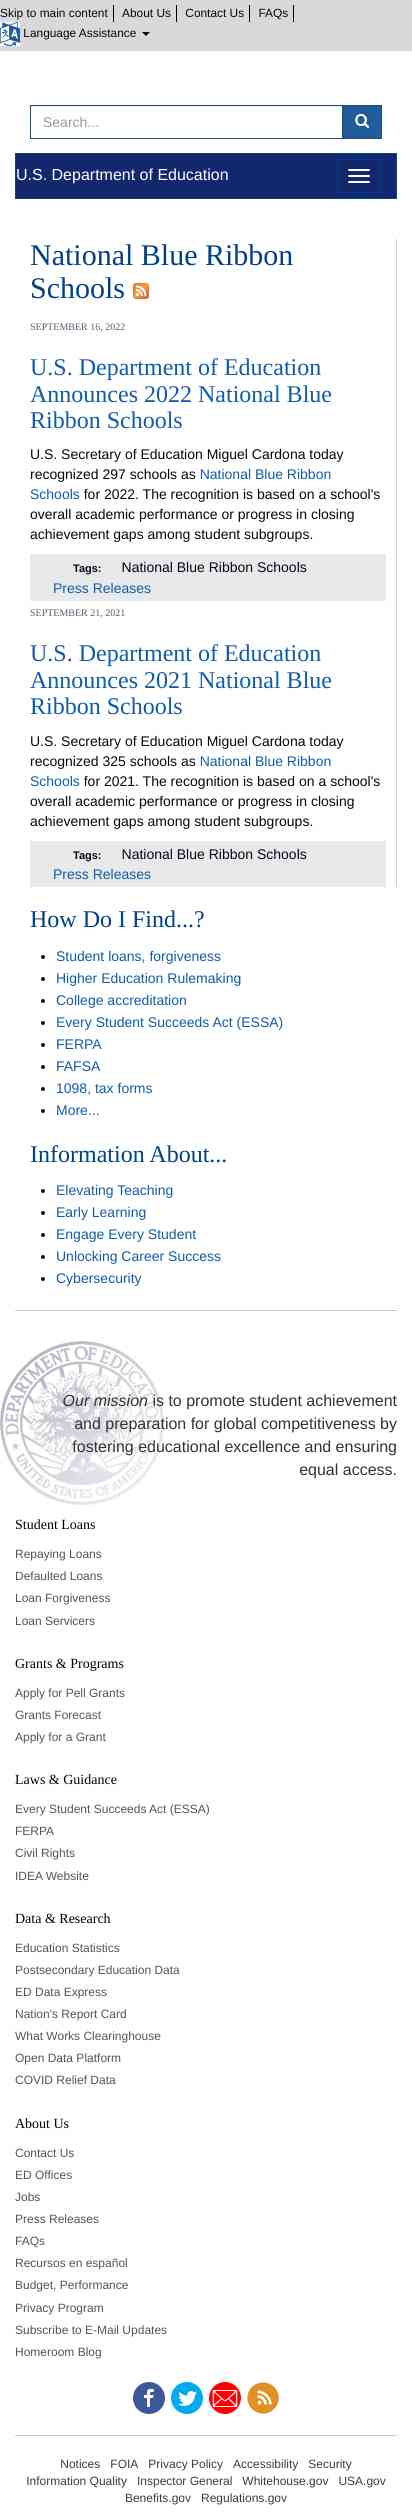 Skip to main content About Us Contact Us FAQs
Language Assistance
Search...
U.S. Department of Education
National Blue Ribbon
Schools
SEPTEMBER 16, 2022
U.S. Department of Education
Announces 2022 National Blue
Ribbon Schools
U.S. Secretary of Education Miguel Cardona today
recognized 297 schools as National Blue Ribbon
Schools for 2022. The recognition is based on a school's
overall academic performance or progress in closing
achievement gaps among student subgroups.
Tags: National Blue Ribbon Schools
Press Releases
SEPTEMBER 21, 2021
U.S. Department of Education
Announces 2021 National Blue
Ribbon Schools
U.S. Secretary of Education Miguel Cardona today
recognized 325 schools as National Blue Ribbon
Schools for 2021. The recognition is based on a school's
overall academic performance or progress in closing
achievement gaps among student subgroups.
Tags: National Blue Ribbon Schools
Press Releases
How Do I Find...?
Student loans, forgiveness
Higher Education Rulemaking
College accreditation
Every Student Succeeds Act (ESSA)
FERPA
FAFSA
1098, tax forms
More...
Information About...
Elevating Teaching
Early Learning
Engage Every Student
Unlocking Career Success
Cybersecurity
DEPARTMENT OF EDUCATION
UNITED STATES OF AMERICA
Our mission is to promote student achievement
and preparation for global competitiveness by
fostering educational excellence and ensuring
equal access.
Student Loans
Repaying Loans
Defaulted Loans
Loan Forgiveness
Loan Servicers
Grants & Programs
Apply for Pell Grants
Grants Forecast
Apply for a Grant
Laws & Guidance
Every Student Succeeds Act (ESSA)
FERPA
Civil Rights
IDEA Website
Data & Research
Education Statistics
Postsecondary Education Data
ED Data Express
Nation's Report Card
What Works Clearinghouse
Open Data Platform
COVID Relief Data
About Us
Contact Us
ED Offices
Jobs
Press Releases
FAQs
Recursos en español
Budget, Performance
Privacy Program
Subscribe to E-Mail Updates
Homeroom Blog
Notices FOIA Privacy Policy Accessibility Security
Information Quality Inspector General Whitehouse.gov USA.gov
Benefits.gov Regulations.gov